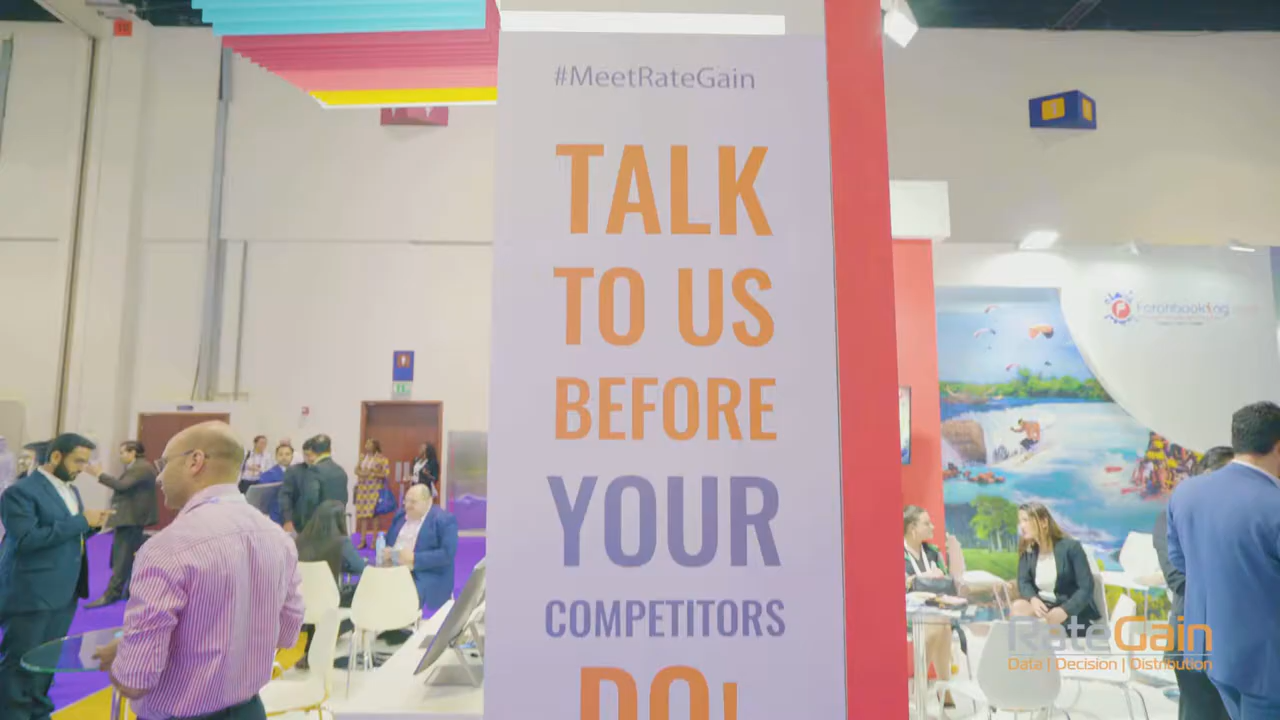 #MeetRateGain
TALK
TO US
BEFORE
YOUR
COMPETITORS
DO!
RateGain
Data | Decision | Distribution